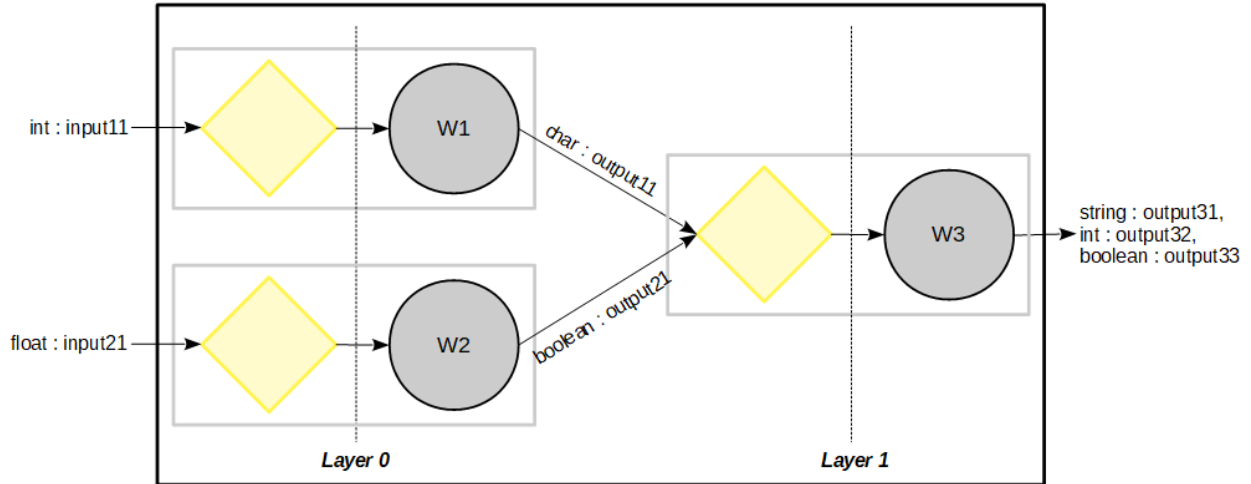 int : input11
W1
char : output11
W3
string : output31,
int : output32,
boolean : output33
float : input21
W2
boolean : output21
Layer 0
Layer 1